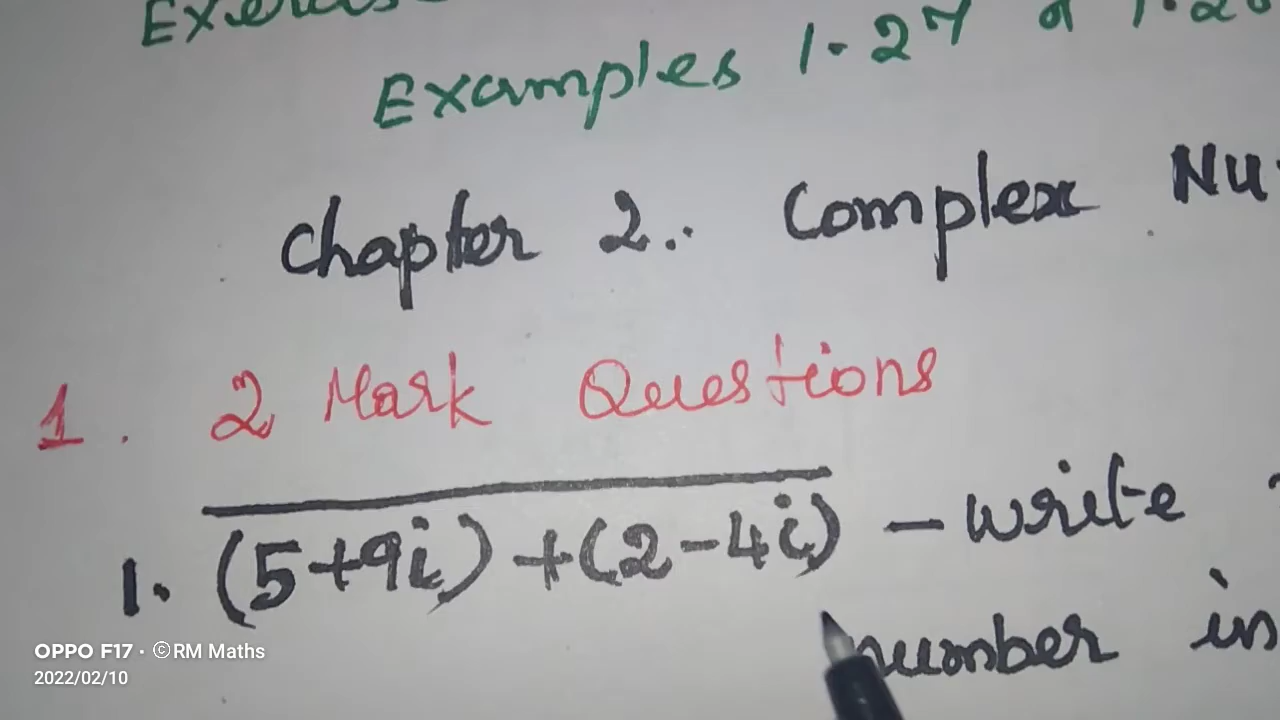 Examples 1.27
Chapter 2. Complex
1. 2 Mark Questions
1. (5+9i)+(2-4i) - write
number in
OPPO F17 · ©RM Maths
2022/02/10